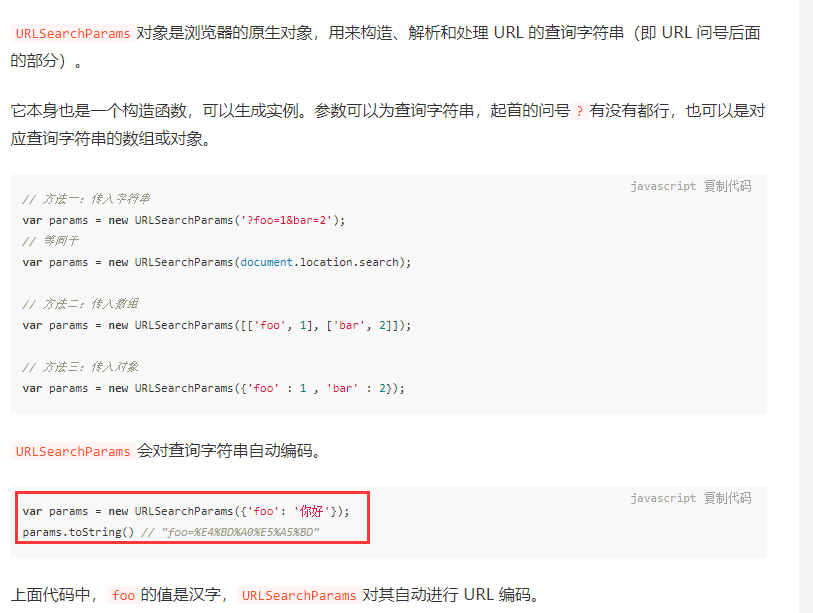 URLSearchParams 对象是浏览器的原生对象，用来构造、解析和处理 URL 的查询字符串（即 URL 问号后面
的部分）。
它本身也是一个构造函数，可以生成实例。参数可以为查询字符串，起首的问号 ? 有没有都行，也可以是对
应查询字符串的数组或对象。
javascript 复制代码
// 方法一：传入字符串
var params = new URLSearchParams('?foo=1&bar=2');
// 等同于
var params = new URLSearchParams(document.location.search);
// 方法二：传入数组
var params = new URLSearchParams([['foo', 1], ['bar', 2]]);
// 方法三：传入对象
var params = new URLSearchParams({'foo' : 1 , 'bar' : 2});
URLSearchParams 会对查询字符串自动编码。
javascript 复制代码
var params = new URLSearchParams({'foo': '你好'});
params.toString() // "foo=%E4%BD%A0%E5%A5%BD"
上面代码中， foo 的值是汉字， URLSearchParams 对其自动进行 URL 编码。